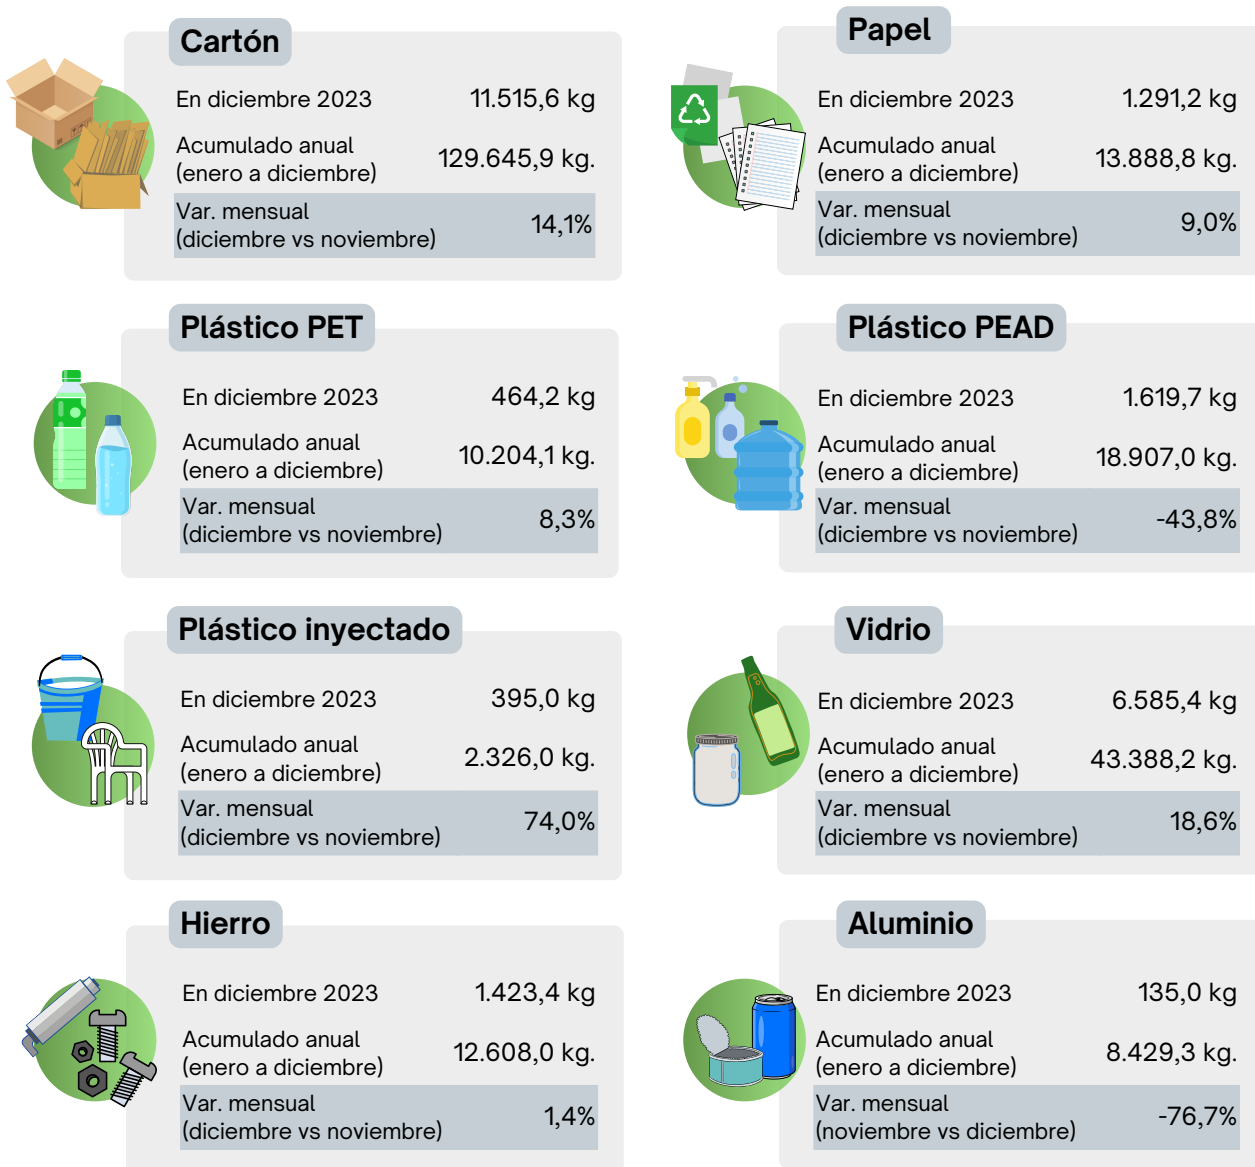 Cartón
En diciembre 2023 11.515,6 kg
Acumulado anual
(enero a diciembre) 129.645,9 kg.
Var. mensual
(diciembre vs noviembre) 14,1%
Papel
En diciembre 2023 1.291,2 kg
Acumulado anual
(enero a diciembre) 13.888,8 kg.
Var. mensual
(diciembre vs noviembre) 9,0%
Plástico PET
En diciembre 2023 464,2 kg
Acumulado anual
(enero a diciembre) 10.204,1 kg.
Var. mensual
(diciembre vs noviembre) 8,3%
Plástico PEAD
En diciembre 2023 1.619,7 kg
Acumulado anual
(enero a diciembre) 18.907,0 kg.
Var. mensual
(diciembre vs noviembre) -43,8%
Plástico inyectado
En diciembre 2023 395,0 kg
Acumulado anual
(enero a diciembre) 2.326,0 kg.
Var. mensual
(diciembre vs noviembre) 74,0%
Vidrio
En diciembre 2023 6.585,4 kg
Acumulado anual
(enero a diciembre) 43.388,2 kg.
Var. mensual
(diciembre vs noviembre) 18,6%
Hierro
En diciembre 2023 1.423,4 kg
Acumulado anual
(enero a diciembre) 12.608,0 kg.
Var. mensual
(diciembre vs noviembre) 1,4%
Aluminio
En diciembre 2023 135,0 kg
Acumulado anual
(enero a diciembre) 8.429,3 kg.
Var. mensual
(noviembre vs diciembre) -76,7%